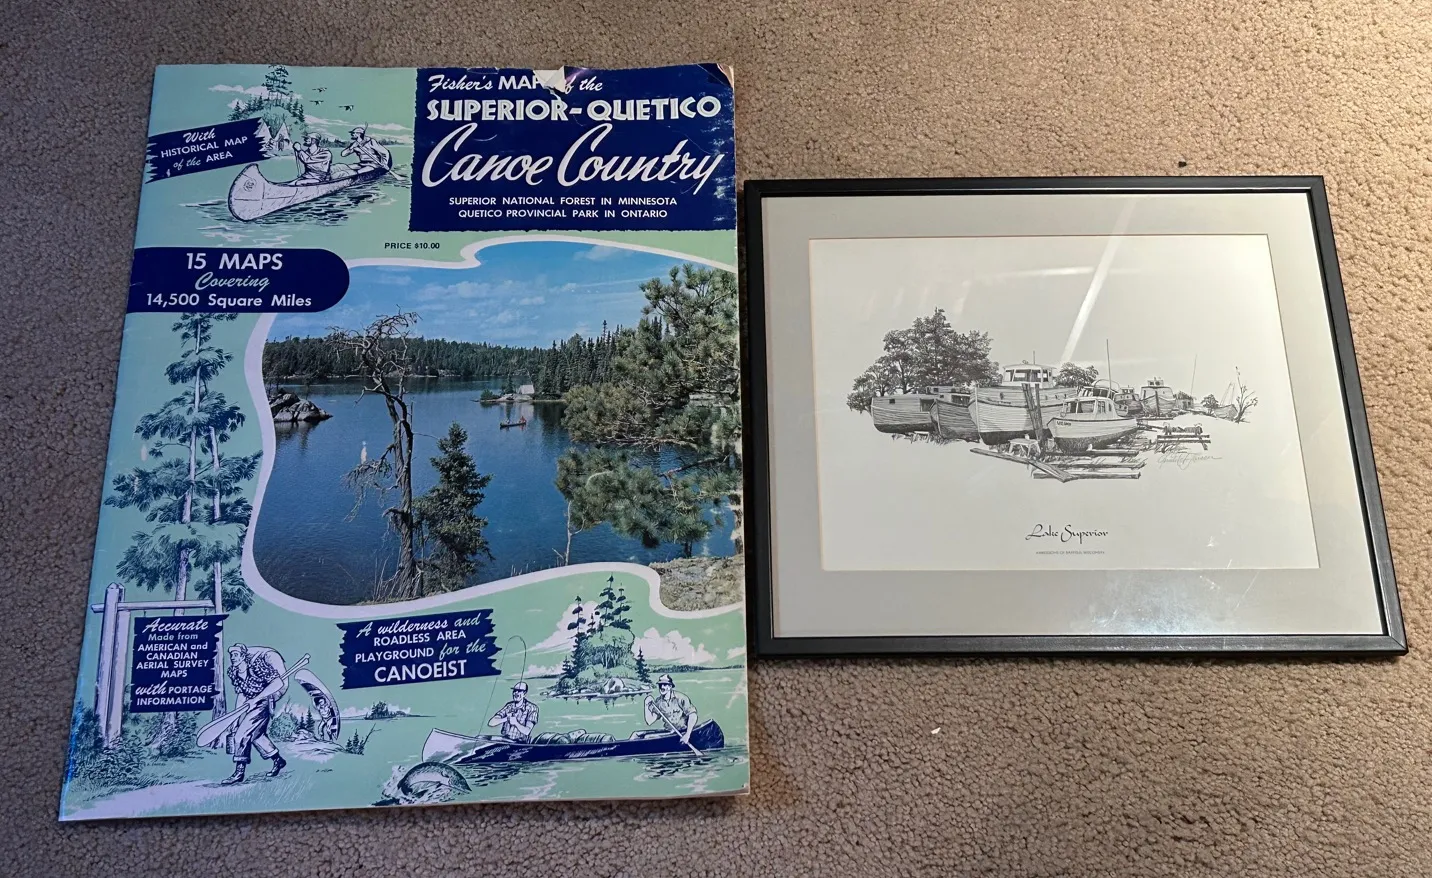 Fisher's MAP of the
SUPERIOR-QUETICO
Canoe Country
SUPERIOR NATIONAL FOREST IN MINNESOTA
QUETICO PROVINCIAL PARK IN ONTARIO
With
HISTORICAL MAP
of the AREA
PRICE $10.00
15 MAPS
Covering
14,500 Square Miles
Accurate
Made from
AMERICAN and
CANADIAN
AERIAL SURVEY
MAPS
with PORTAGE
INFORMATION
A wilderness and
ROADLESS AREA
PLAYGROUND for the
CANOEIST
Lake Superior